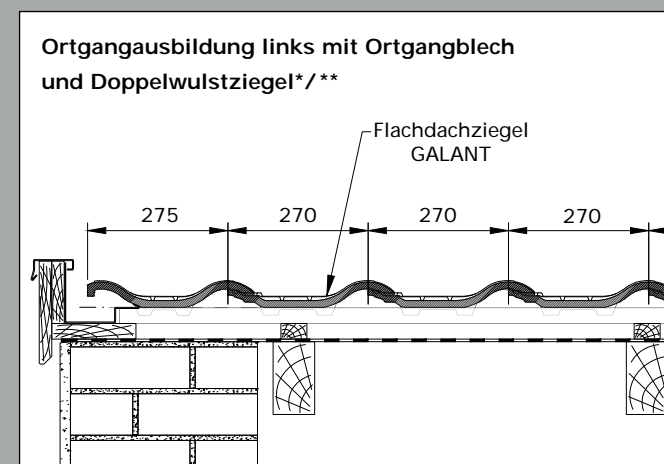 Ortgangausbildung links mit Ortgangblech
und Doppelwulstziegel*/**
Flachdachziegel
GALANT
275 270 270 270